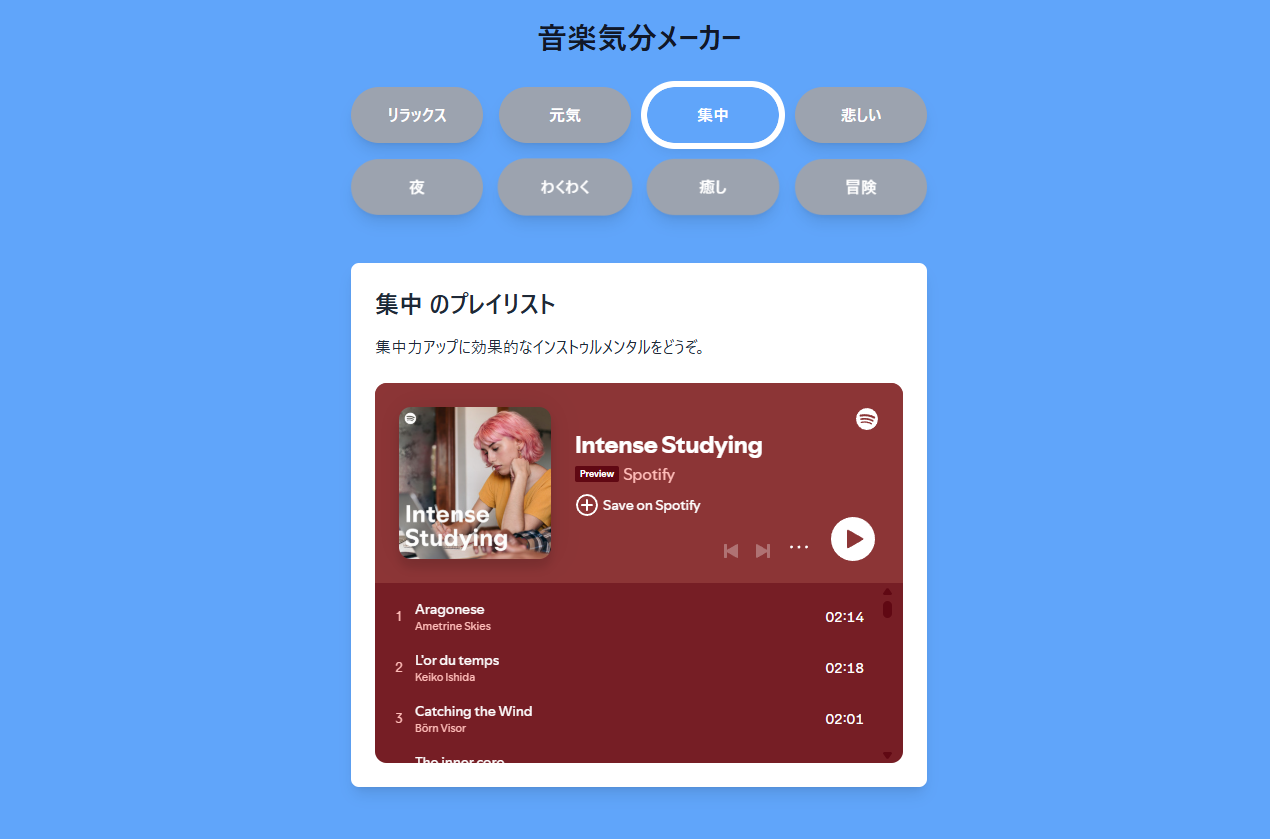 音楽気分メーカー
リラックス 元気 集中 悲しい
夜 わくわく 癒し 冒険
集中 のプレイリスト
集中力アップに効果的なインストゥルメンタルをどうぞ。
Intense
Studying
Intense Studying
Preview Spotify
Save on Spotify
1 Aragonese 02:14
Ametrine Skies
2 L'or du temps 02:18
Keiko Ishida
3 Catching the Wind 02:01
Börn Visor
The inner core